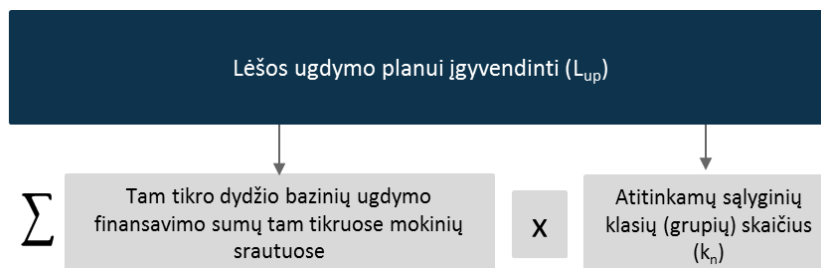 Lėšos ugdymo planui įgyvendinti (Lup)
∑
Tam tikro dydžio bazinių ugdymo
finansavimo sumų tam tikruose mokinių
srautuose
x
Atitinkamų sąlyginių
klasių (grupių) skaičius
(kn)